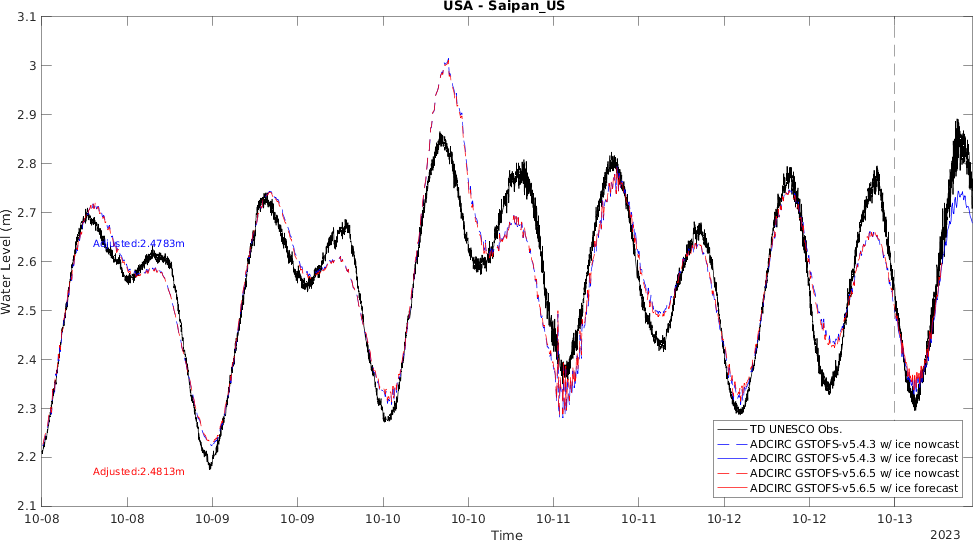 USA - Saipan_US
3.1
3
2.9
2.8
2.7
2.6
2.5
2.4
2.3
2.2
2.1
Water Level (m)
Adjusted:2.4783m
Adjusted:2.4813m
TD UNESCO Obs.
ADCIRC GSTOFS-v5.4.3 w/ ice nowcast
ADCIRC GSTOFS-v5.4.3 w/ ice forecast
ADCIRC GSTOFS-v5.6.5 w/ ice nowcast
ADCIRC GSTOFS-v5.6.5 w/ ice forecast
10-08 10-08 10-09 10-09 10-10 10-10 10-11 10-11 10-12 10-12 10-13
Time
2023